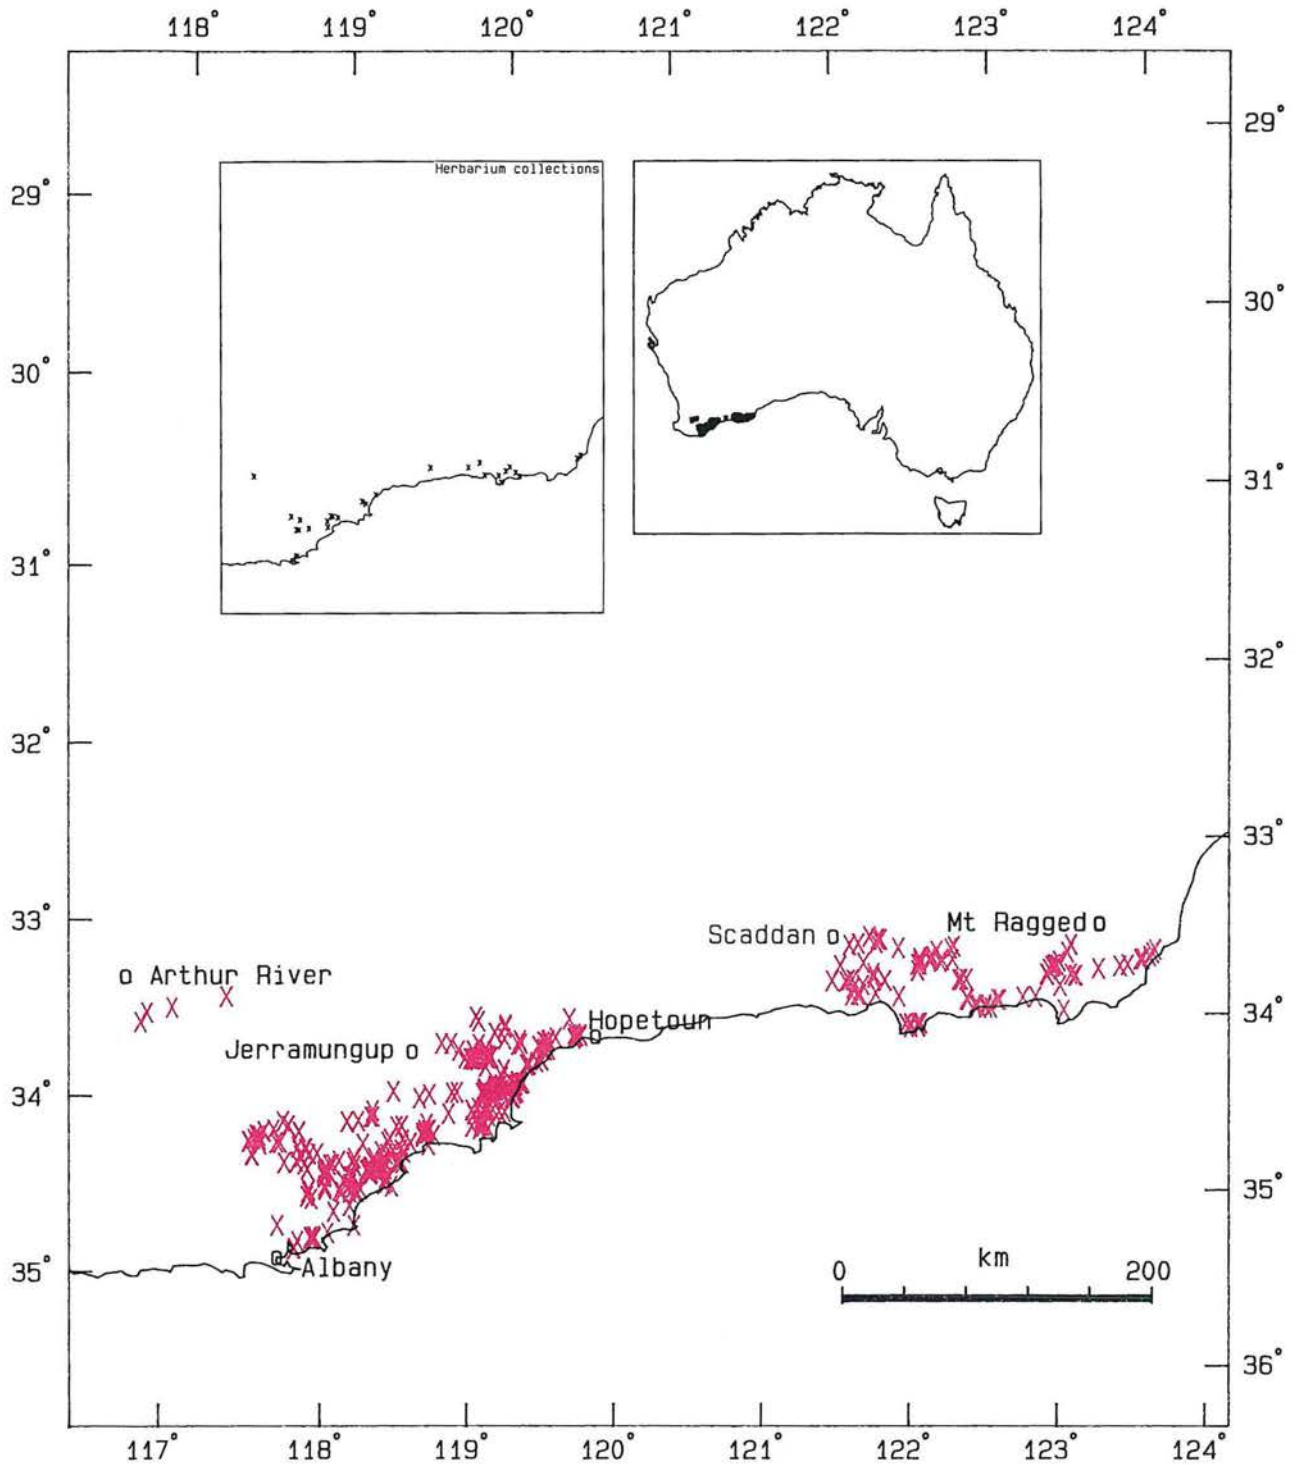 118° 119° 120° 121° 122° 123° 124°
29°
Herbarium collections
29°
30°
30°
31°
31°
32°
32°
33°
33°
Scaddan
Mt Ragged
Arthur River
34°
Hopetoun
Jerramungup
34°
35°
35°
Albany
km
0 200
36°
117° 118° 119° 120° 121° 122° 123° 124°